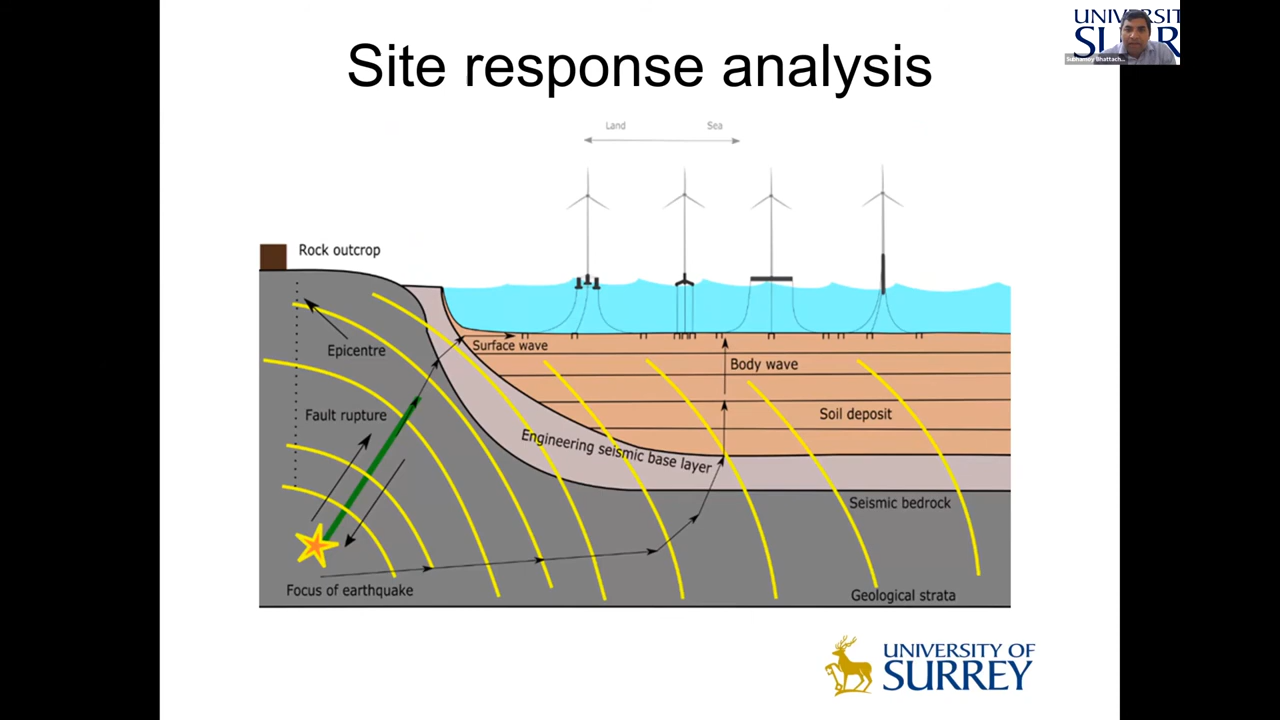 UNIVERSIT
Site response analysis
Land
Sea
Rock outcrop
Epicentre
Surface wave
Body wave
Fault rupture
Soil deposit
Engineering seismic base layer
Seismic bedrock
Focus of earthquake
Geological strata
UNIVERSITY OF
SURREY